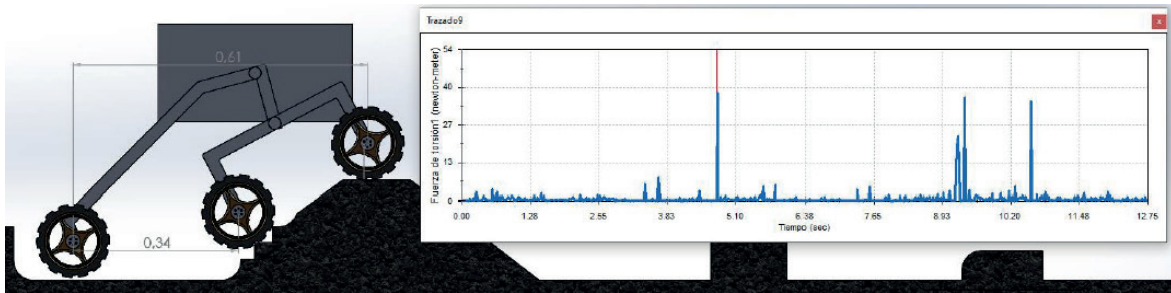 0,61
0,34
Trazado9
x
Fuerza de torsión1 (newton-meter)
54
40
27
13
0
0.00 1.28 2.55 3.83 5.10 6.38 7.65 8.93 10.20 11.48 12.75
Tiempo (sec)